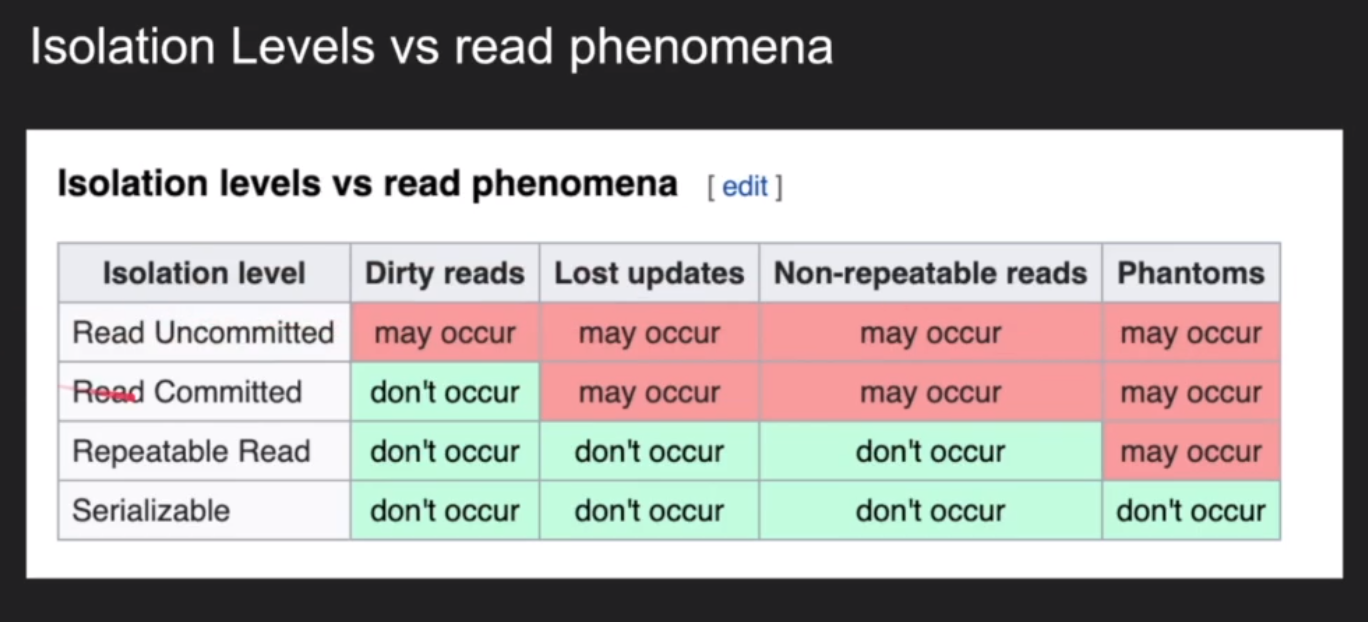 Isolation Levels vs read phenomena
Isolation levels vs read phenomena [ edit ]
Isolation level Dirty reads Lost updates Non-repeatable reads Phantoms
Read Uncommitted may occur may occur may occur may occur
Read Committed don't occur may occur may occur may occur
Repeatable Read don't occur don't occur don't occur may occur
Serializable don't occur don't occur don't occur don't occur